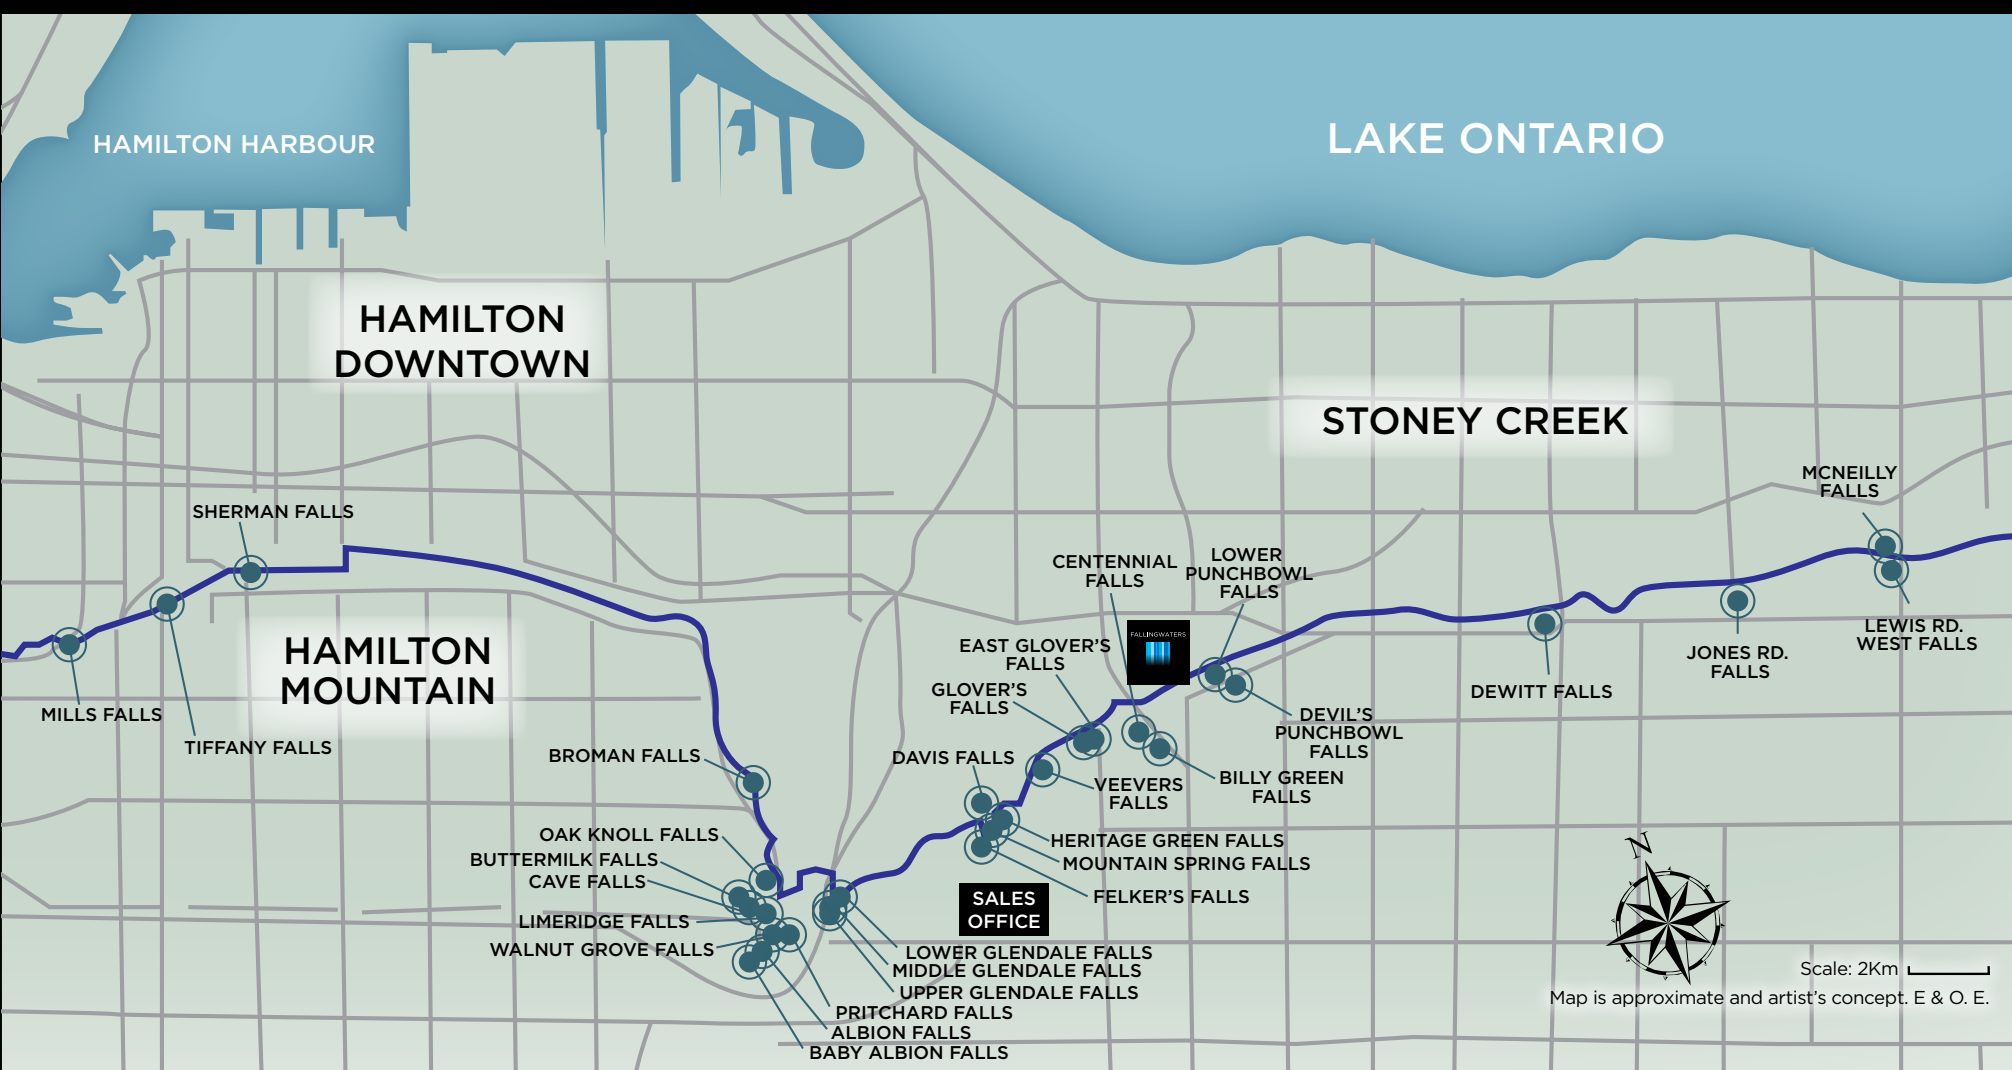 HAMILTON HARBOUR
LAKE ONTARIO
HAMILTON
DOWNTOWN
STONEY CREEK
MCNEILLY
FALLS
SHERMAN FALLS
CENTENNIAL
FALLS
LOWER
PUNCHBOWL
FALLS
HAMILTON
MOUNTAIN
FALLINGWATERS
EAST GLOVER'S
FALLS
GLOVER'S
FALLS
LEWIS RD.
WEST FALLS
JONES RD.
FALLS
DEWITT FALLS
MILLS FALLS
TIFFANY FALLS
DEVIL'S
PUNCHBOWL
FALLS
BROMAN FALLS
DAVIS FALLS
VEEVERS
FALLS
BILLY GREEN
FALLS
OAK KNOLL FALLS
BUTTERMILK FALLS
CAVE FALLS
HERITAGE GREEN FALLS
MOUNTAIN SPRING FALLS
FELKER'S FALLS
SALES
OFFICE
LIMERIDGE FALLS
WALNUT GROVE FALLS
LOWER GLENDALE FALLS
MIDDLE GLENDALE FALLS
UPPER GLENDALE FALLS
PRITCHARD FALLS
ALBION FALLS
BABY ALBION FALLS
N
Scale: 2Km
Map is approximate and artist's concept. E & O. E.